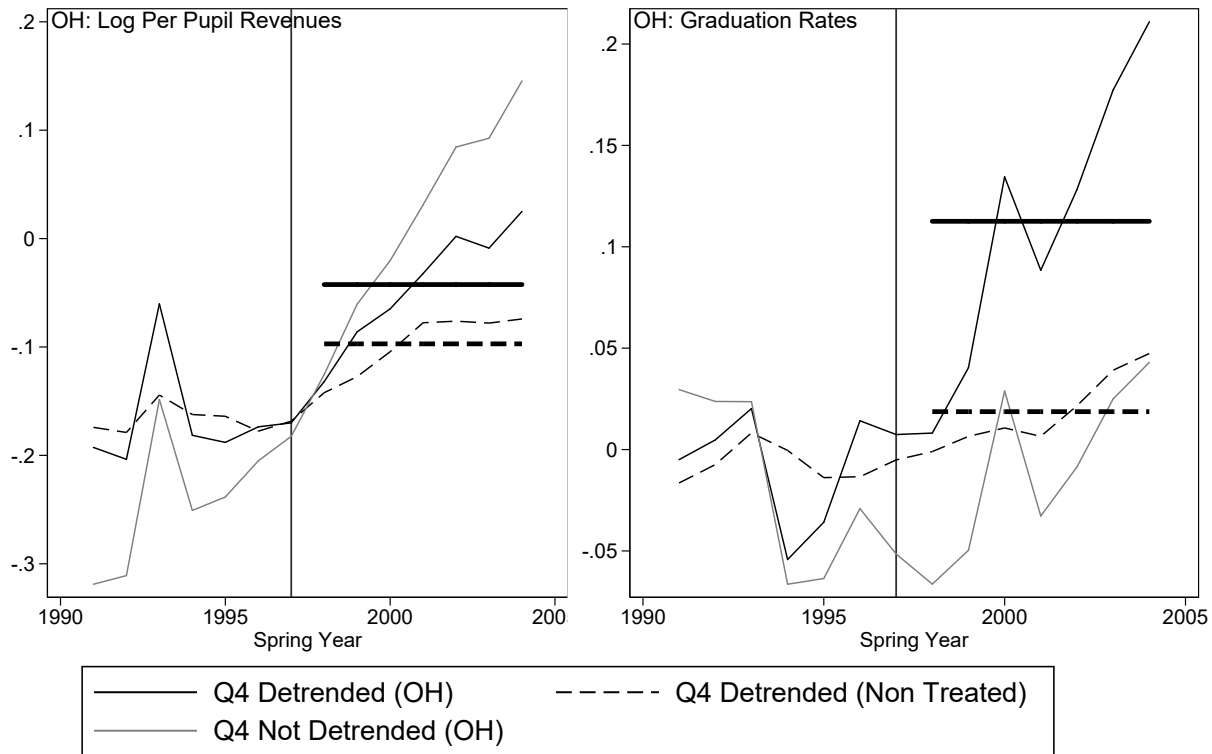 OH: Log Per Pupil Revenues
.2
.1
0
-.1
-.2
-.3
1990 1995 2000 200
Spring Year
OH: Graduation Rates
.2
.15
.1
.05
0
-.05
1990 1995 2000 2005
Spring Year
Q4 Detrended (OH)
Q4 Detrended (Non Treated)
Q4 Not Detrended (OH)